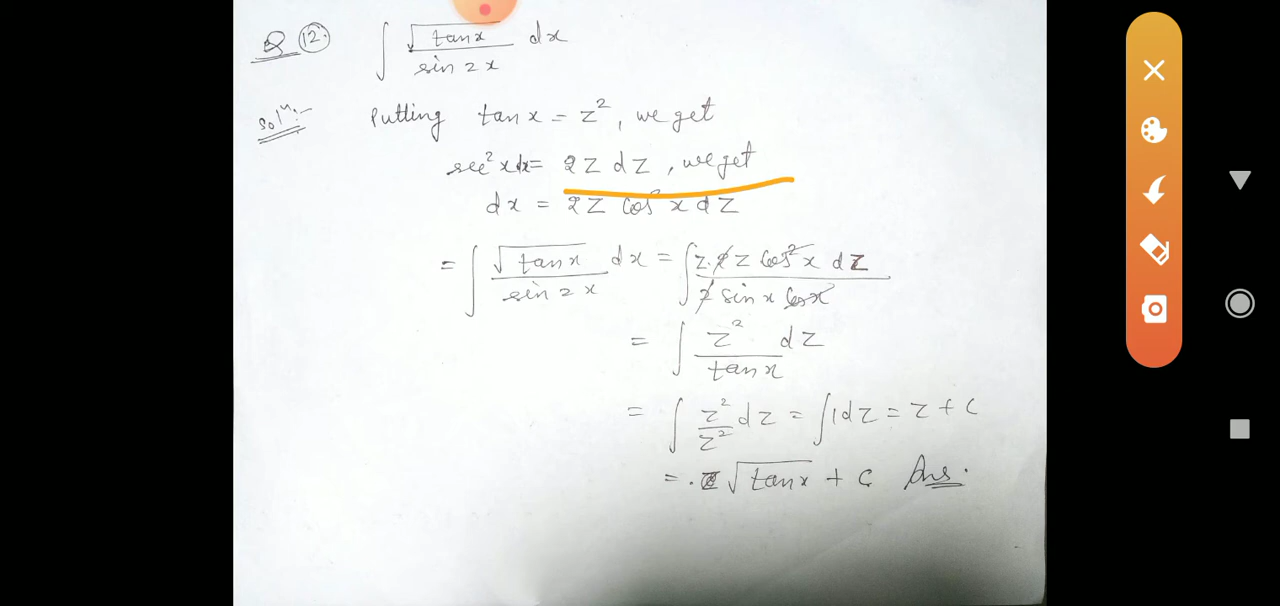 Q 12. ∫ √tan x / sin 2x dx
Solⁿ:- Putting tan x = z², we get
sec² x dx = 2z dz, we get
dx = 2z cos² x dz
= ∫ √tan x / sin 2x dx = ∫ z.2z cos² x dz / 2 sin x cos x
= ∫ z² / tan x dz
= ∫ z² / z² dz = ∫ 1 dz = z + c
= √tan x + c Ans.